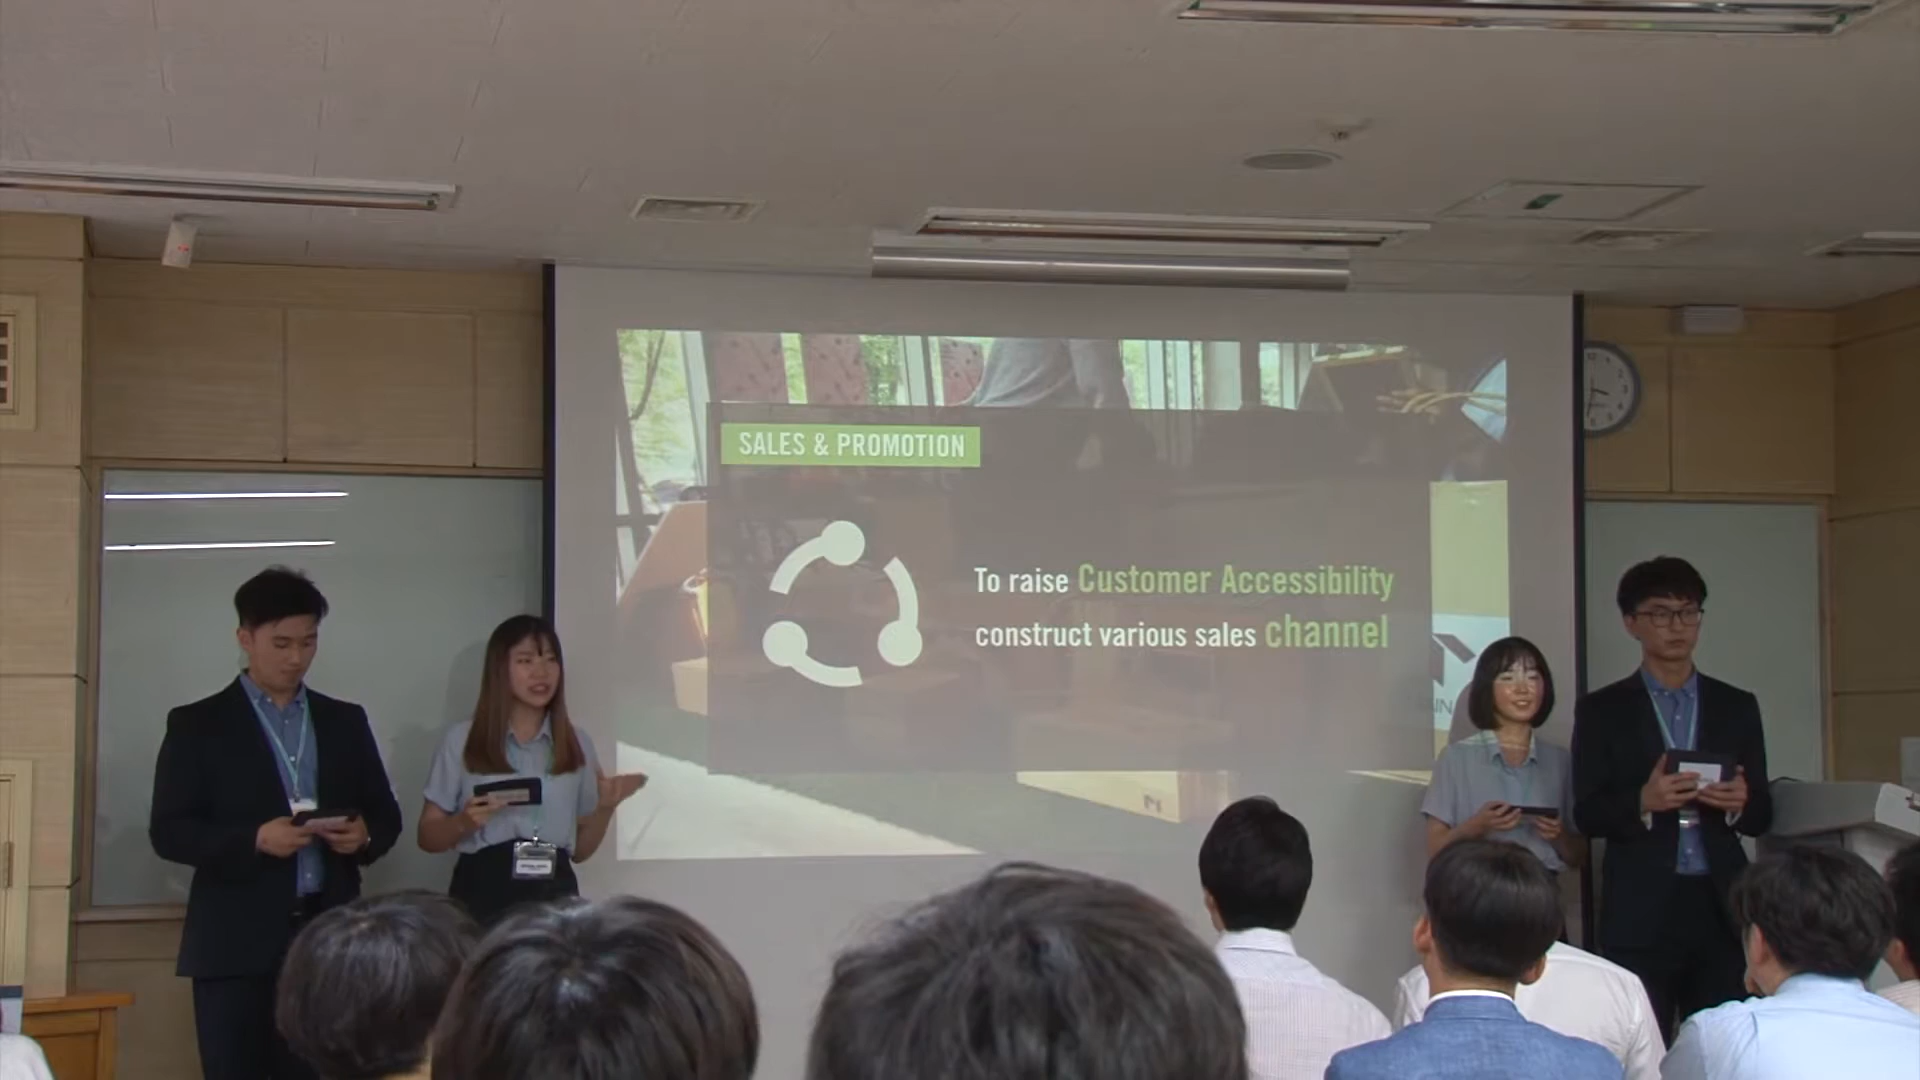 SALES & PROMOTION
To raise Customer Accessibility
construct various sales channel